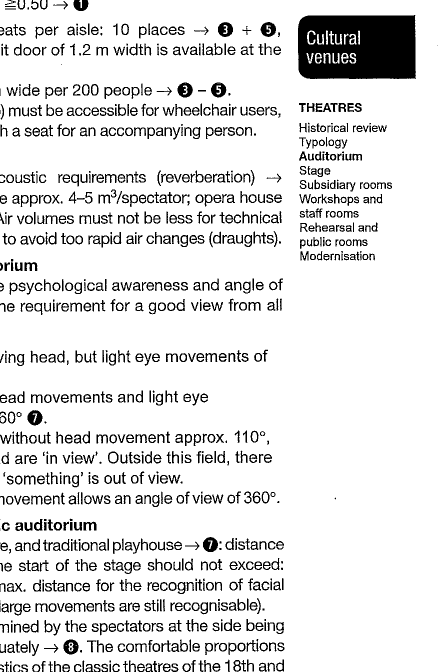 ≧0.50 → ❶
eats per aisle: 10 places → ❸ + ❺,
it door of 1.2 m width is available at the
wide per 200 people → ❸ – ❺.
) must be accessible for wheelchair users,
h a seat for an accompanying person.
coustic requirements (reverberation) →
e approx. 4–5 m³/spectator; opera house
Air volumes must not be less for technical
to avoid too rapid air changes (draughts).
orium
e psychological awareness and angle of
he requirement for a good view from all
ving head, but light eye movements of
ead movements and light eye
60° ❼.
without head movement approx. 110°,
d are 'in view'. Outside this field, there
'something' is out of view.
movement allows an angle of view of 360°.
c auditorium
e, and traditional playhouse → ❼: distance
he start of the stage should not exceed:
max. distance for the recognition of facial
large movements are still recognisable).
mined by the spectators at the side being
uately → ❽. The comfortable proportions
stics of the classic theatres of the 18th and
Cultural
venues
THEATRES
Historical review
Typology
Auditorium
Stage
Subsidiary rooms
Workshops and
staff rooms
Rehearsal and
public rooms
Modernisation